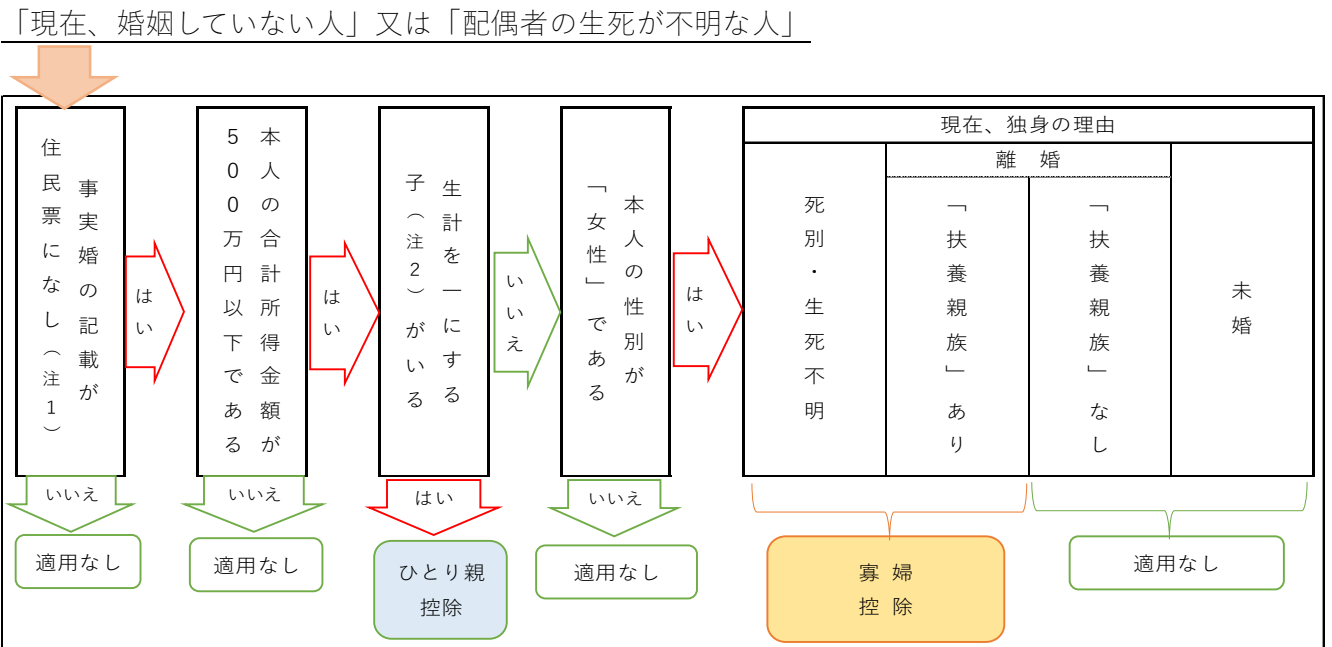 「現在、婚姻していない人」又は「配偶者の生死が不明な人」
事実婚の記載が
住民票になし（注１）
はい
いいえ
適用なし
本人の合計所得金額が
５００万円以下である
はい
いいえ
適用なし
生計を一にする
子（注２）がいる
いいえ
はい
ひとり親
控除
本人の性別が
「女性」である
はい
いいえ
適用なし
現在、独身の理由
死別・生死不明
離　婚
「扶養親族」あり
「扶養親族」なし
未婚
寡 婦
控 除
適用なし